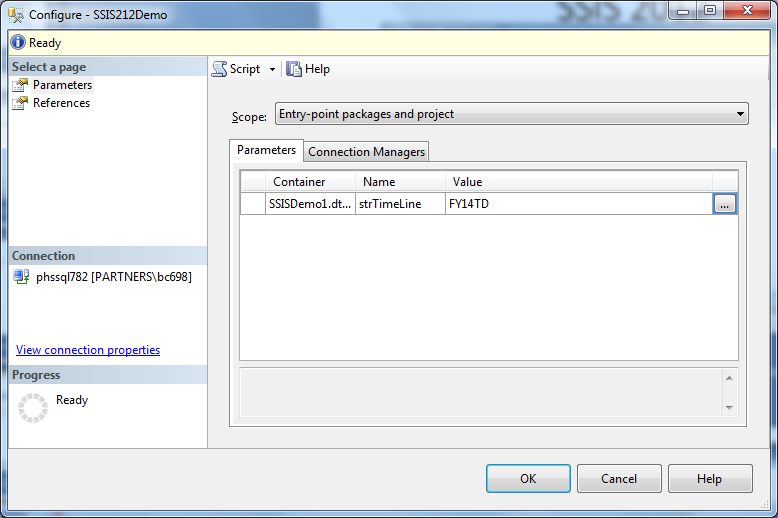 Configure - SSIS212Demo
Ready
Select a page
Parameters
References
Script
Help
Scope:
Entry-point packages and project
Parameters
Connection Managers
Container
Name
Value
SSISDemo1.dt...
strTimeLine
FY14TD
...
Connection
phssql782 [PARTNERS\bc698]
View connection properties
Progress
Ready
OK
Cancel
Help